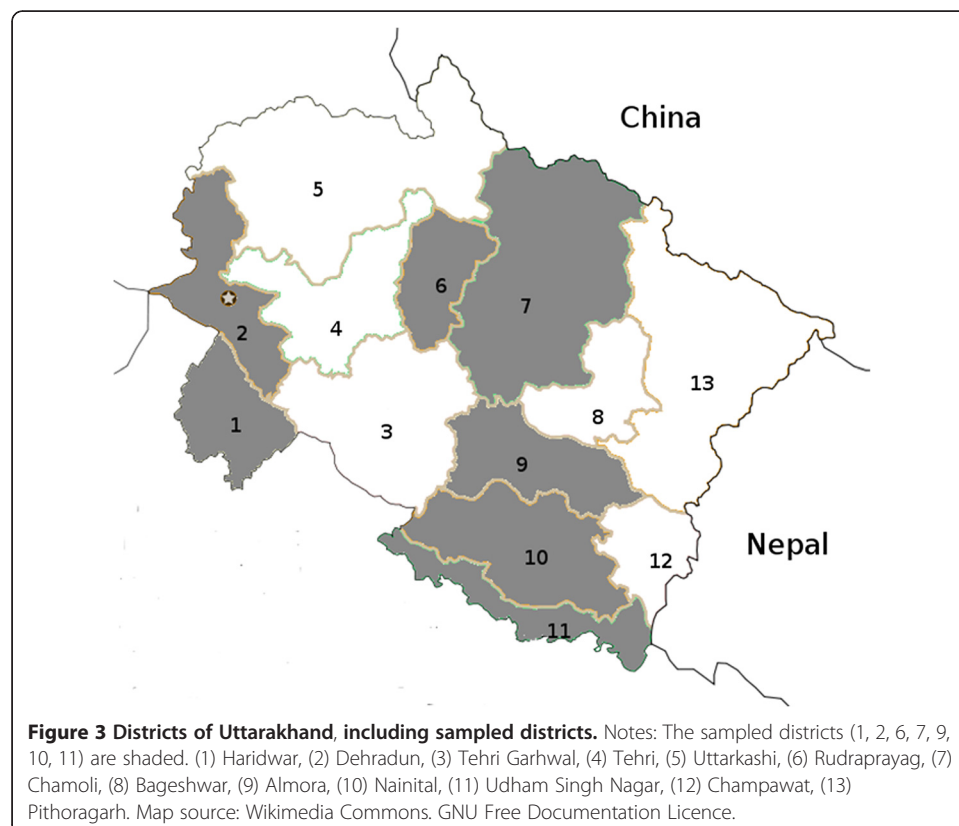 China
5
6
7
2
4
13
8
3
1
9
Nepal
10
12
11
Figure 3 Districts of Uttarakhand, including sampled districts. Notes: The sampled districts (1, 2, 6, 7, 9,
10, 11) are shaded. (1) Haridwar, (2) Dehradun, (3) Tehri Garhwal, (4) Tehri, (5) Uttarkashi, (6) Rudraprayag, (7)
Chamoli, (8) Bageshwar, (9) Almora, (10) Nainital, (11) Udham Singh Nagar, (12) Champawat, (13)
Pithoragarh. Map source: Wikimedia Commons. GNU Free Documentation Licence.